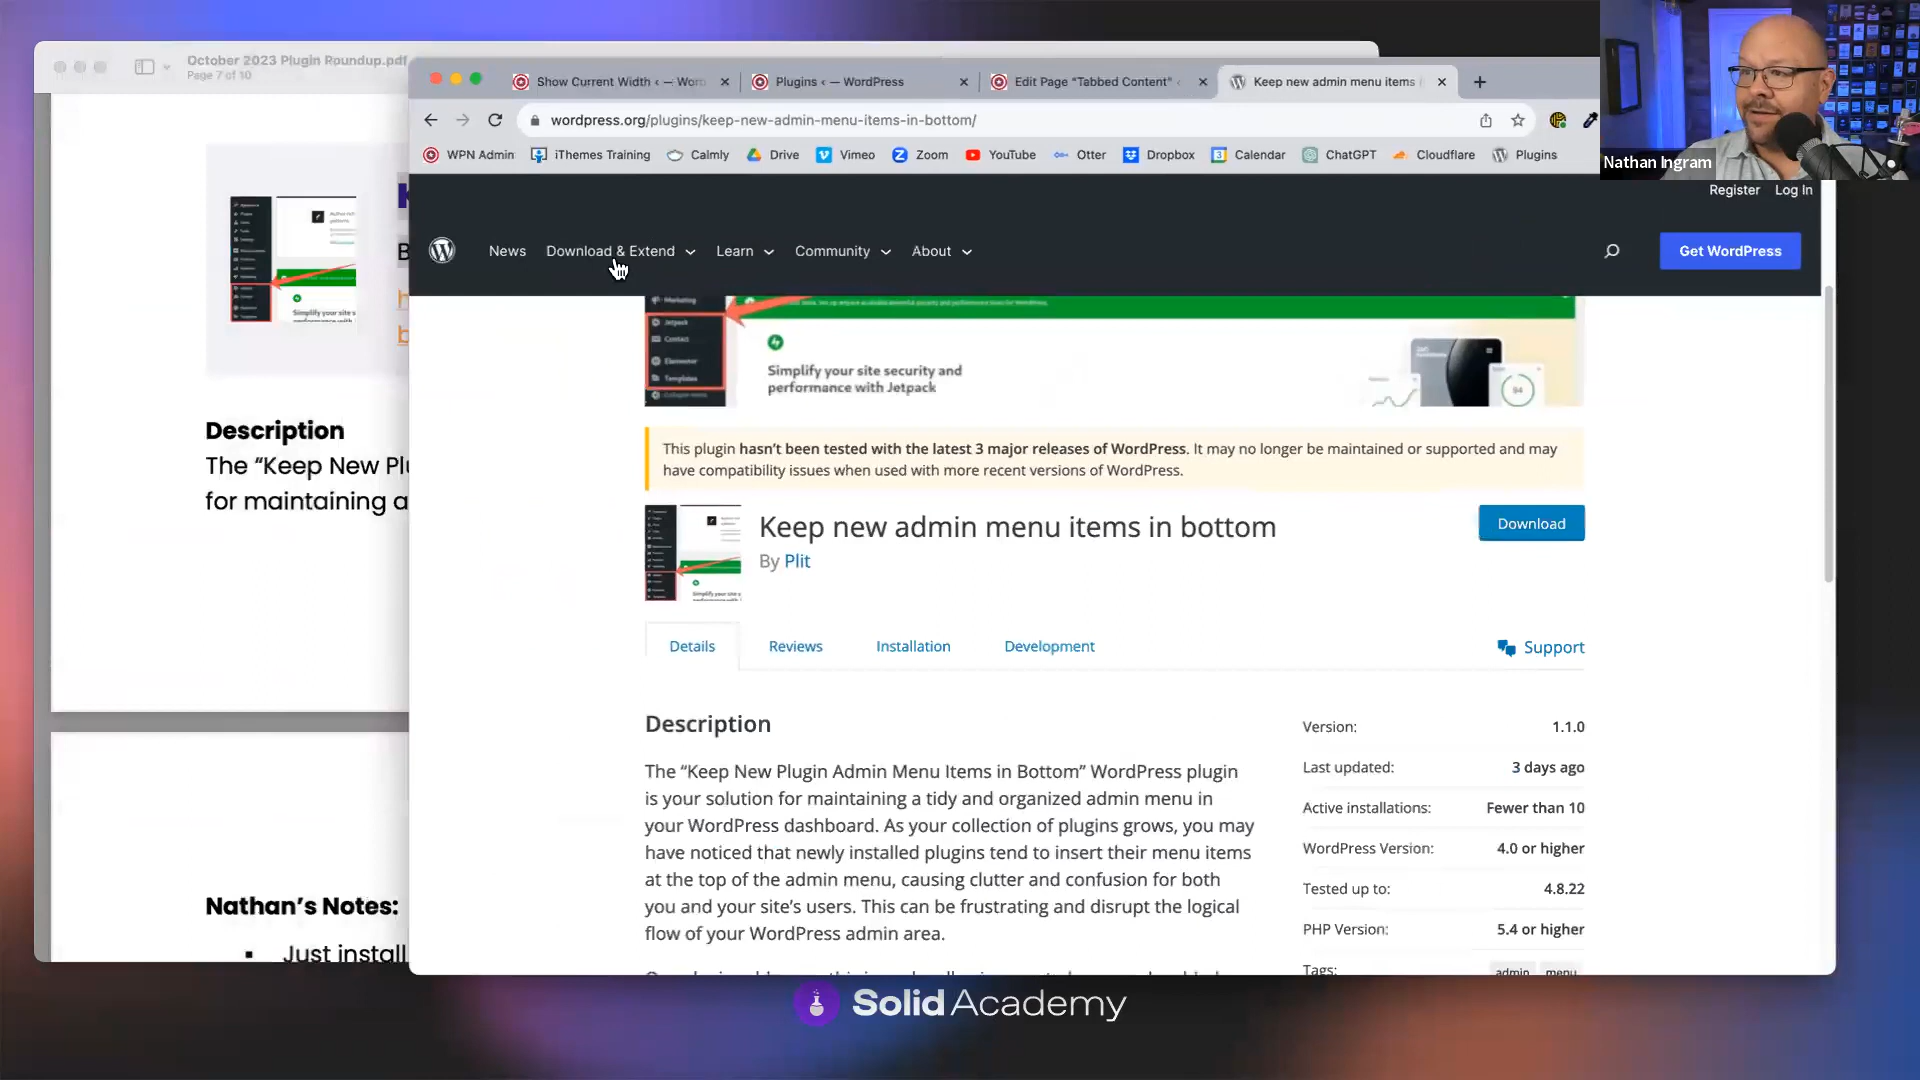 October 2023 Plugin Roundup.pdf
Page 7 of 10
Show Current Width ‹ — Wor
Plugins ‹ — WordPress
Edit Page “Tabbed Content” ‹
Keep new admin menu items i
wordpress.org/plugins/keep-new-admin-menu-items-in-bottom/
WPN Admin
iThemes Training
Calmly
Drive
Vimeo
Zoom
YouTube
Otter
Dropbox
Calendar
ChatGPT
Cloudflare
Plugins
Nathan Ingram
Register
Log In
News
Download & Extend
Learn
Community
About
Get WordPress
Marketing
Jetpack
Contact
Elementor
Templates
Collapse menu
Simplify your site security and
performance with Jetpack
94
This plugin hasn’t been tested with the latest 3 major releases of WordPress. It may no longer be maintained or supported and may
have compatibility issues when used with more recent versions of WordPress.
Keep new admin menu items in bottom
By Plit
Download
Details
Reviews
Installation
Development
Support
Description
The “Keep New Plugin Admin Menu Items in Bottom” WordPress plugin
is your solution for maintaining a tidy and organized admin menu in
your WordPress dashboard. As your collection of plugins grows, you may
have noticed that newly installed plugins tend to insert their menu items
at the top of the admin menu, causing clutter and confusion for both
you and your site’s users. This can be frustrating and disrupt the logical
flow of your WordPress admin area.
Version: 1.1.0
Last updated: 3 days ago
Active installations: Fewer than 10
WordPress Version: 4.0 or higher
Tested up to: 4.8.22
PHP Version: 5.4 or higher
Tags: admin menu
Description
The “Keep New Plu
for maintaining a
Nathan’s Notes:
▪ Just install
Solid Academy